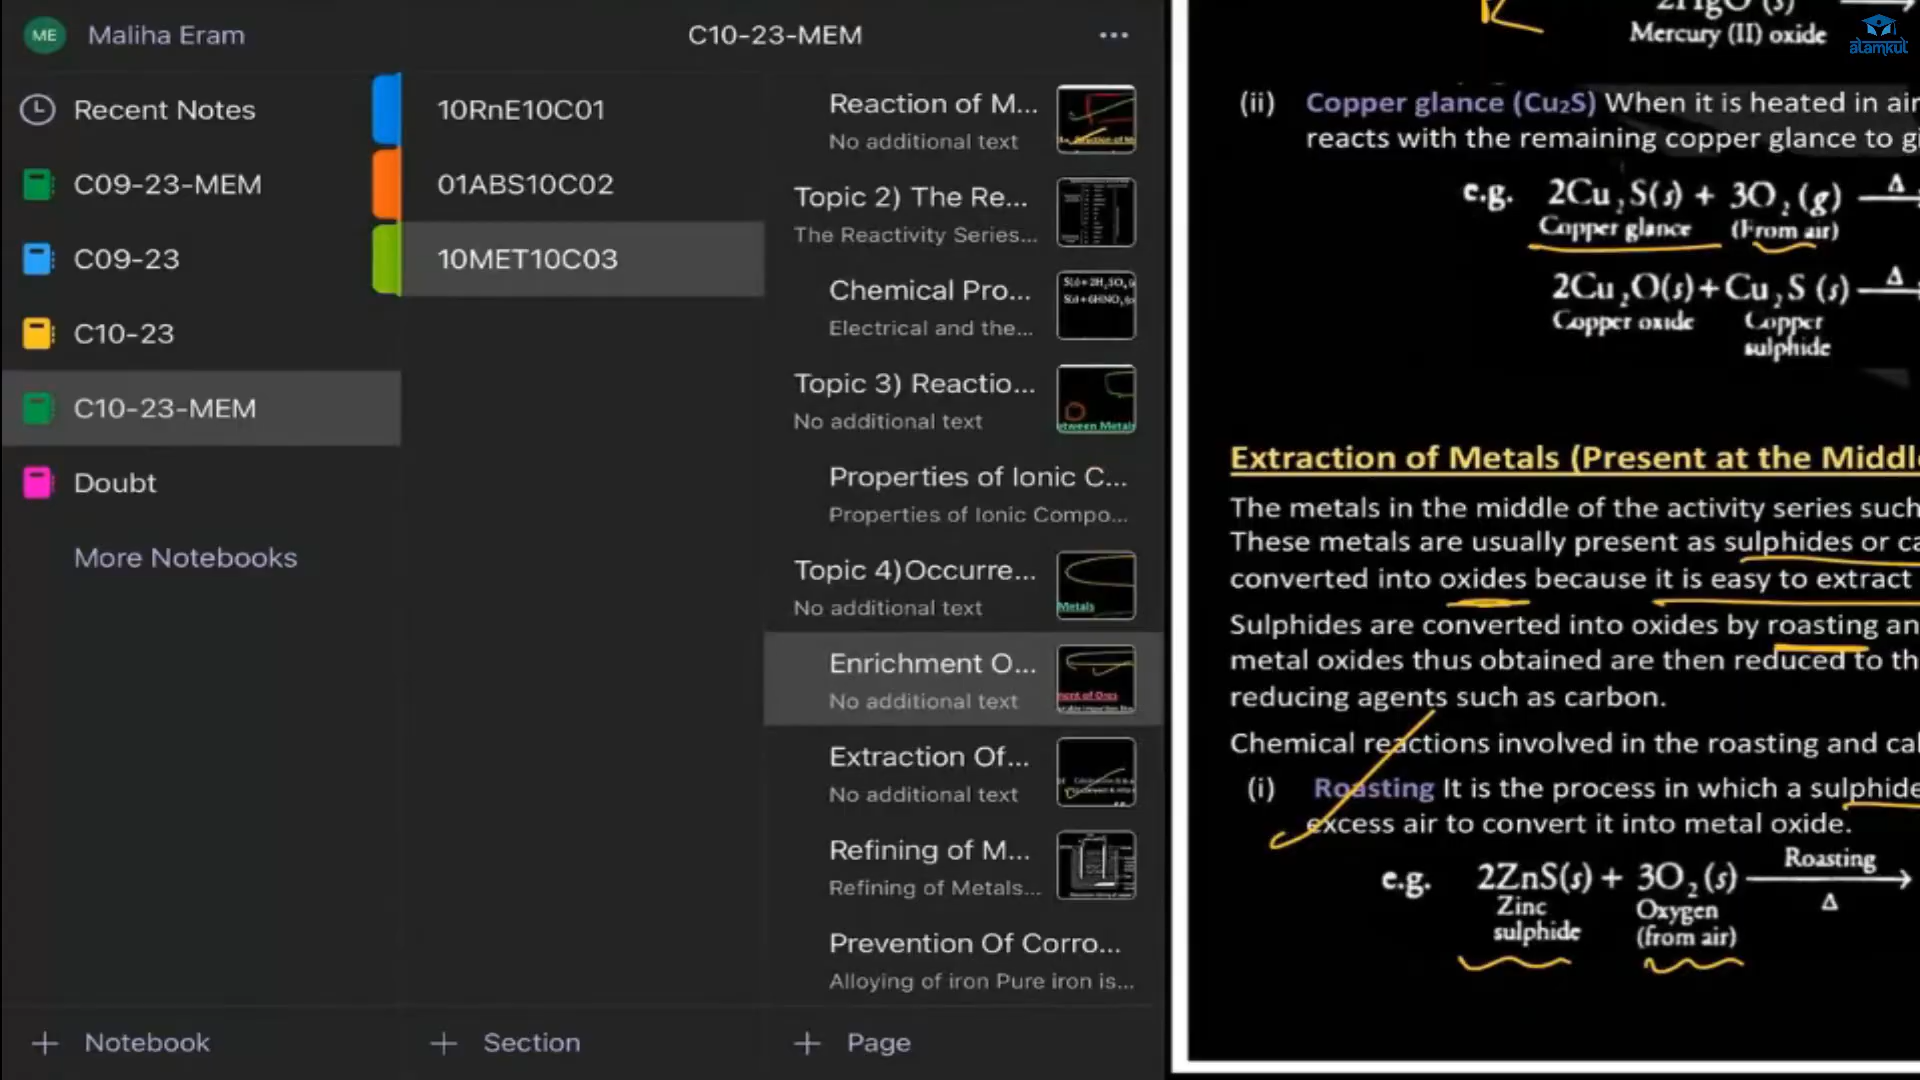 ME Maliha Eram
Recent Notes
C09-23-MEM
C09-23
C10-23
C10-23-MEM
Doubt
More Notebooks
Notebook
10RnE10C01
01ABS10C02
10MET10C03
Section
C10-23-MEM
Reaction of M...
No additional text
Topic 2) The Re...
The Reactivity Series...
Chemical Pro...
Electrical and the...
Topic 3) Reactio...
No additional text
Properties of Ionic C...
Properties of Ionic Compo...
Topic 4)Occurre...
No additional text
Enrichment O...
No additional text
Extraction Of...
No additional text
Refining of M...
Refining of Metals...
Prevention Of Corro...
Alloying of iron Pure iron is...
Page
alamkul
2HgO (s)
Mercury (II) oxide
(ii) Copper glance (Cu₂S) When it is heated in air
reacts with the remaining copper glance to gi
e.g. 2Cu₂S(s) + 3O₂(g) Δ
Copper glance (From air)
2Cu₂O(s)+Cu₂S (s) Δ
Copper oxide Copper
sulphide
Extraction of Metals (Present at the Middle
The metals in the middle of the activity series such
These metals are usually present as sulphides or ca
converted into oxides because it is easy to extract
Sulphides are converted into oxides by roasting an
metal oxides thus obtained are then reduced to th
reducing agents such as carbon.
Chemical reactions involved in the roasting and cal
(i) Roasting It is the process in which a sulphide
excess air to convert it into metal oxide.
e.g. 2ZnS(s) + 3O₂(s) Roasting Δ
Zinc Oxygen
sulphide (from air)